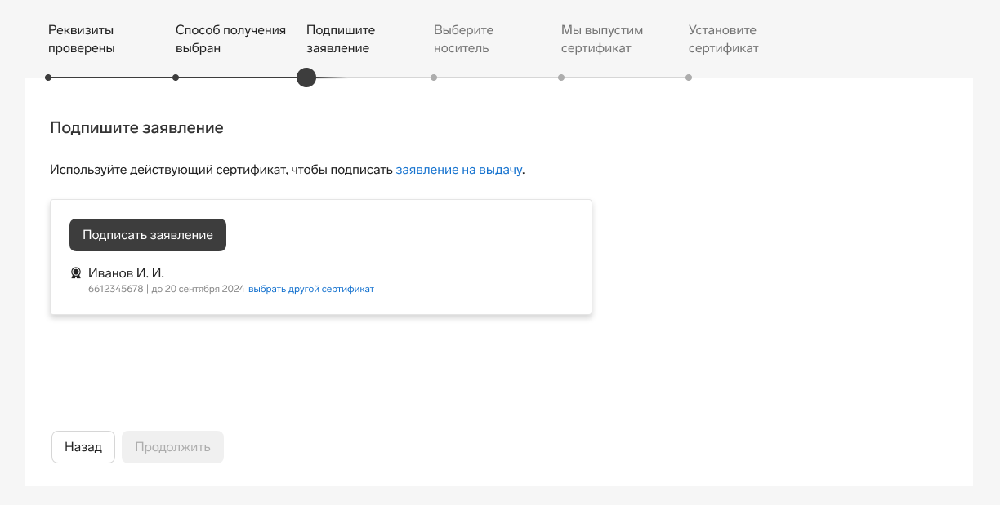 Реквизиты
проверены
Способ получения
выбран
Подпишите
заявление
Выберите
носитель
Мы выпустим
сертификат
Установите
сертификат
Подпишите заявление
Используйте действующий сертификат, чтобы подписать заявление на выдачу.
Подписать заявление
Иванов И. И.
6612345678 | до 20 сентября 2024 выбрать другой сертификат
Назад
Продолжить